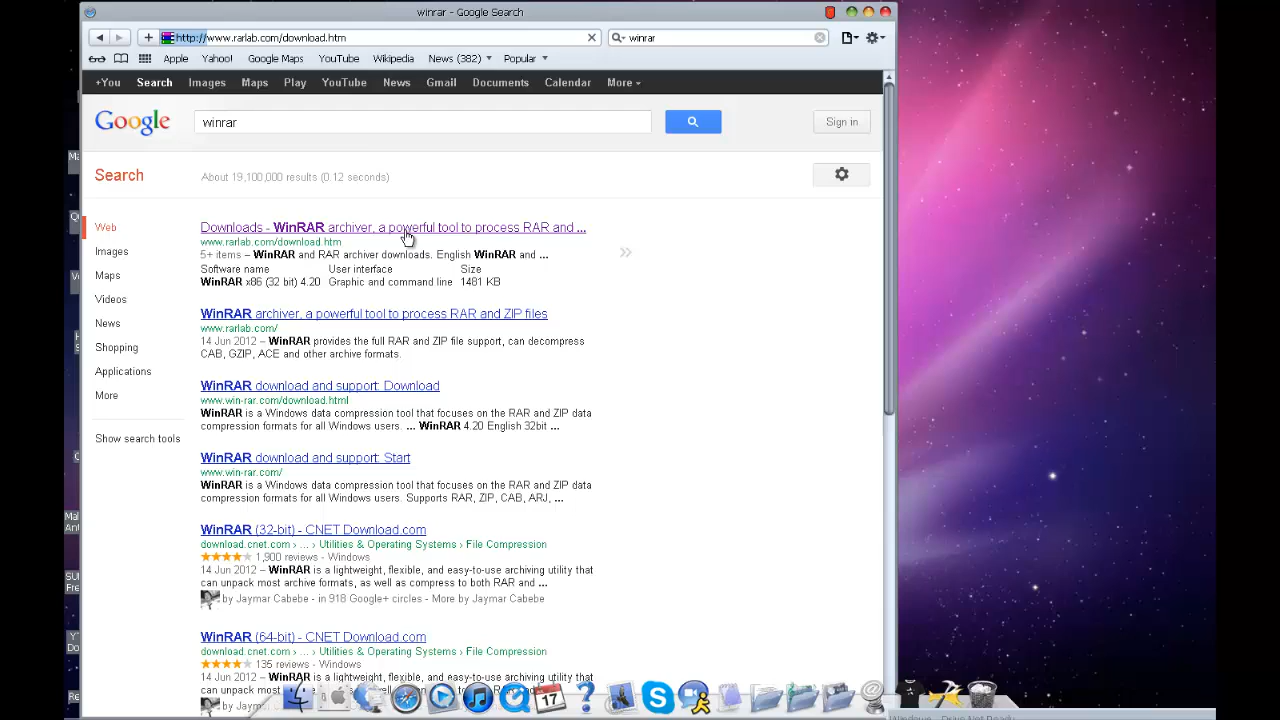 winrar - Google Search
http://www.rarlab.com/download.htm
winrar
Apple
Yahoo!
Google Maps
YouTube
Wikipedia
News (382)
Popular
+You
Search
Images
Maps
Play
YouTube
News
Gmail
Documents
Calendar
More
Google
winrar
Sign in
Search
About 19,100,000 results (0.12 seconds)
Web
Images
Maps
Videos
News
Shopping
Applications
More
Show search tools
Downloads - WinRAR archiver, a powerful tool to process RAR and ...
www.rarlab.com/download.htm
5+ items – WinRAR and RAR archiver downloads. English WinRAR and ...
Software name User interface Size
WinRAR x86 (32 bit) 4.20 Graphic and command line 1481 KB
WinRAR archiver, a powerful tool to process RAR and ZIP files
www.rarlab.com/
14 Jun 2012 – WinRAR provides the full RAR and ZIP file support, can decompress
CAB, GZIP, ACE and other archive formats.
WinRAR download and support: Download
www.win-rar.com/download.html
WinRAR is a Windows data compression tool that focuses on the RAR and ZIP data
compression formats for all Windows users. ... WinRAR 4.20 English 32bit ...
WinRAR download and support: Start
www.win-rar.com/
WinRAR is a Windows data compression tool that focuses on the RAR and ZIP data
compression formats for all Windows users. Supports RAR, ZIP, CAB, ARJ, ...
WinRAR (32-bit) - CNET Download.com
download.cnet.com › ... › Utilities & Operating Systems › File Compression
1,900 reviews - Windows
14 Jun 2012 – WinRAR is a lightweight, flexible, and easy-to-use archiving utility that
can unpack most archive formats, as well as compress to both RAR and ...
by Jaymar Cabebe - in 918 Google+ circles - More by Jaymar Cabebe
WinRAR (64-bit) - CNET Download.com
download.cnet.com › ... › Utilities & Operating Systems › File Compression
135 reviews - Windows
14 Jun 2012 – WinRAR is a lightweight, flexible, and easy-to-use archiving utility that
can unpack
by Jay
17